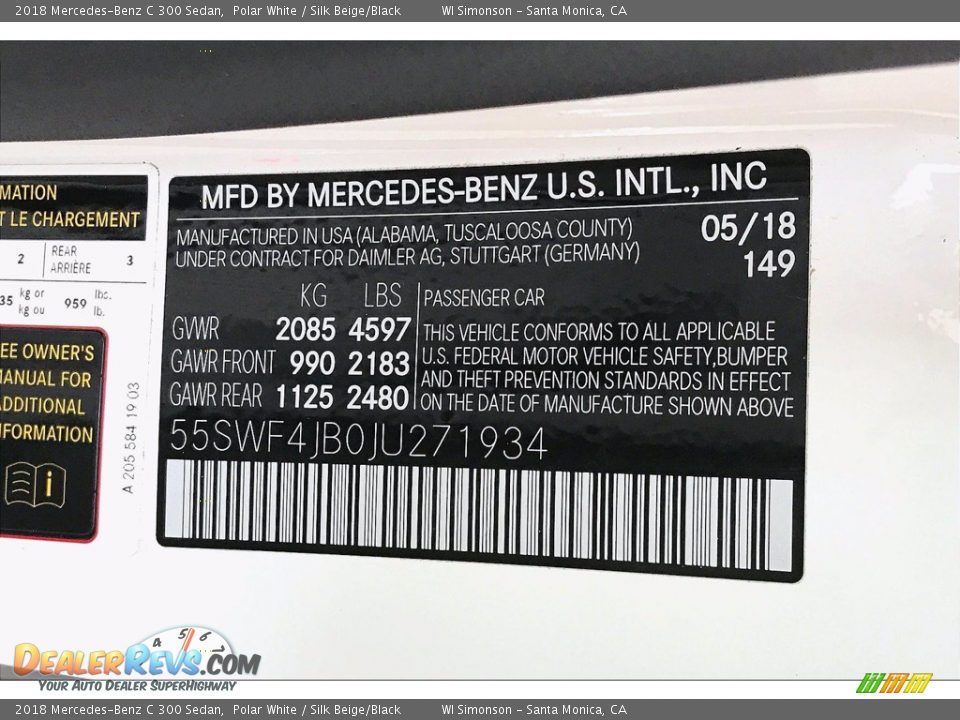 2018 Mercedes-Benz C 300 Sedan, Polar White / Silk Beige/Black WI Simonson - Santa Monica, CA
MATION
T LE CHARGEMENT
2 REAR ARRIÈRE 3
35 kg or kg ou 959 lbs. lb.
EE OWNER'S
MANUAL FOR
ADDITIONAL
NFORMATION
i
A 205 584 19 03
MFD BY MERCEDES-BENZ U.S. INTL., INC
MANUFACTURED IN USA (ALABAMA, TUSCALOOSA COUNTY) 05/18
UNDER CONTRACT FOR DAIMLER AG, STUTTGART (GERMANY) 149
KG LBS PASSENGER CAR
GVWR 2085 4597
GAWR FRONT 990 2183
GAWR REAR 1125 2480
THIS VEHICLE CONFORMS TO ALL APPLICABLE
U.S. FEDERAL MOTOR VEHICLE SAFETY,BUMPER
AND THEFT PREVENTION STANDARDS IN EFFECT
ON THE DATE OF MANUFACTURE SHOWN ABOVE
55SWF4JB0JU271934
4 5 6 7
DEALERREVS.COM
YOUR AUTO DEALER SUPERHIGHWAY
2018 Mercedes-Benz C 300 Sedan, Polar White / Silk Beige/Black WI Simonson - Santa Monica, CA